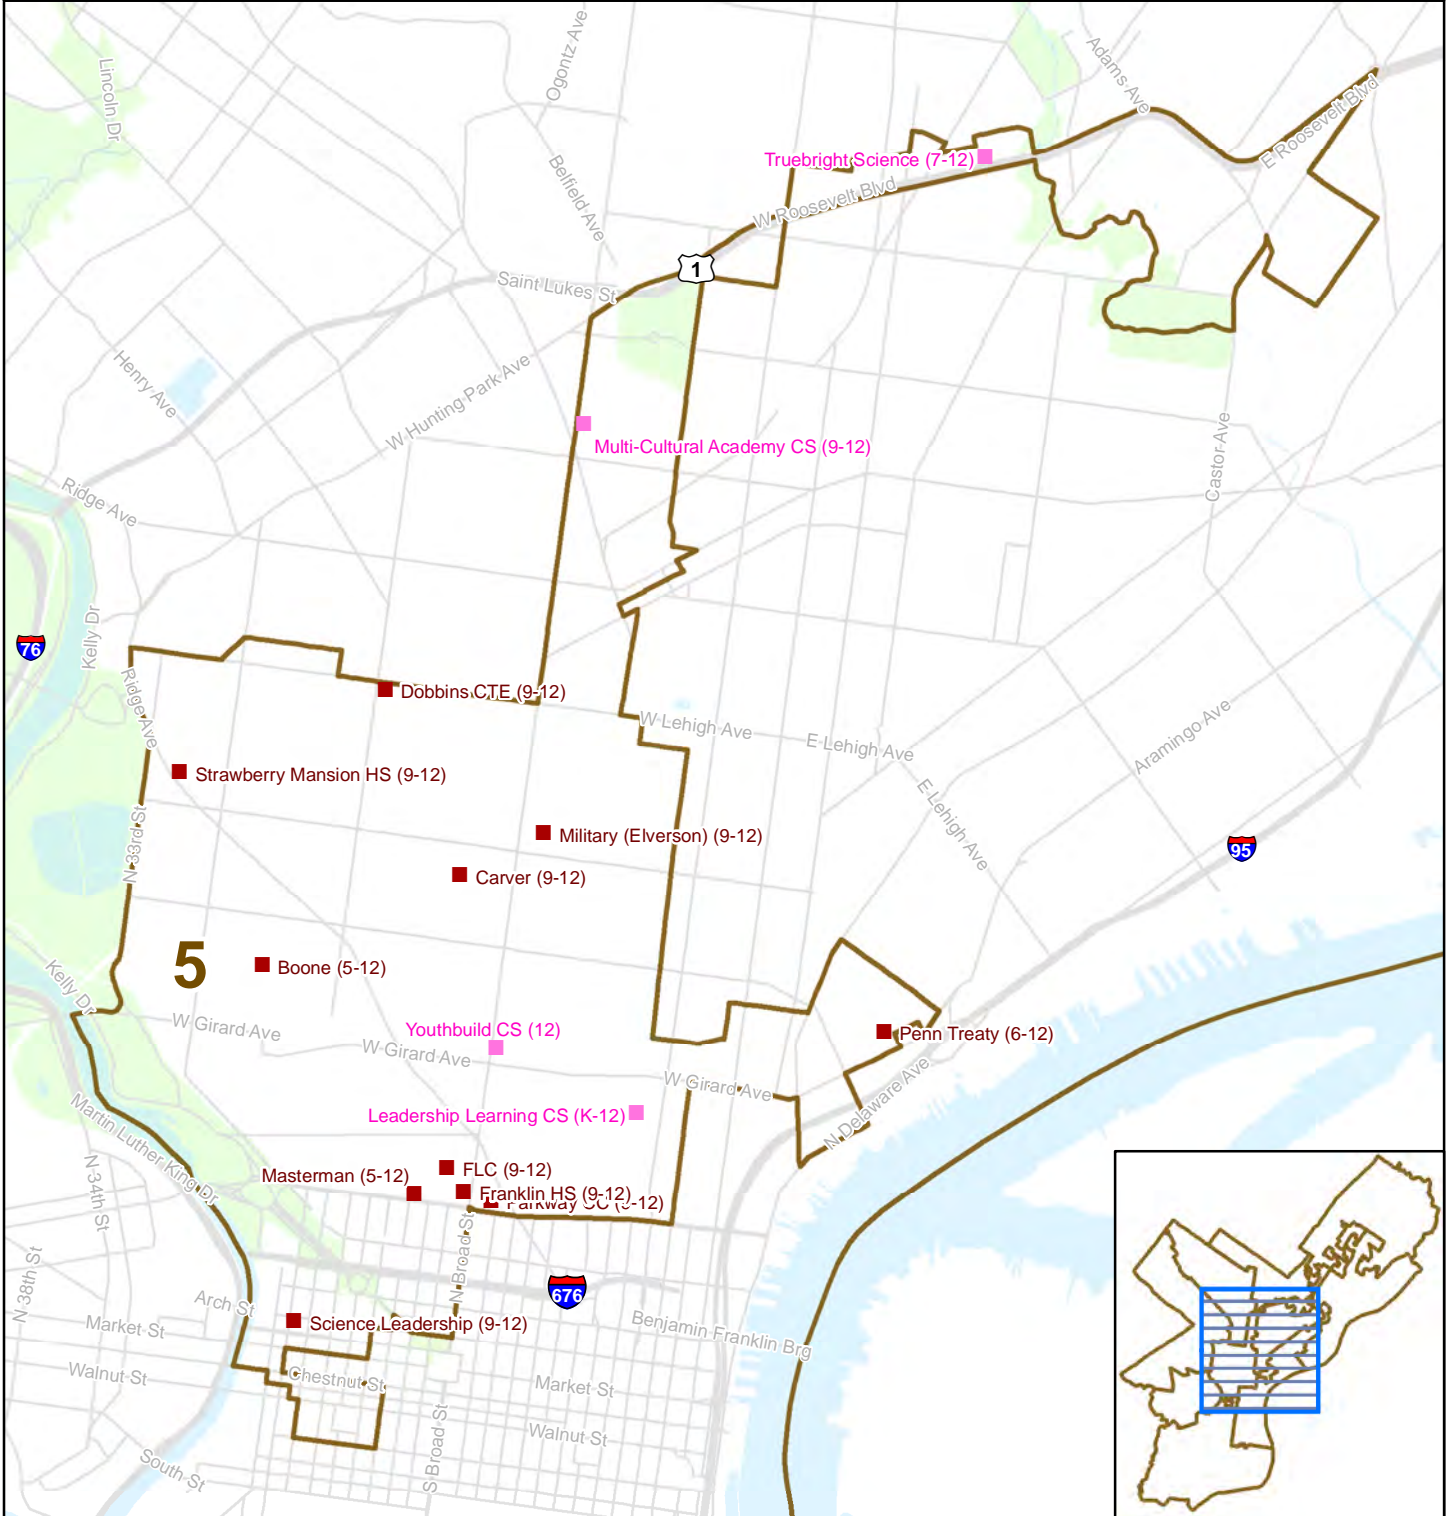 Ogontz Ave
Lincoln Dr
Adams Ave
E Roosevelt Blvd
Truebright Science (7-12)
Belfield Ave
W Roosevelt Blvd
1
Saint Lukes St
Henry Ave
W Hunting Park Ave
Multi-Cultural Academy CS (9-12)
Castor Ave
Ridge Ave
Kelly Dr
76
Ridge Ave
Dobbins CTE (9-12)
W Lehigh Ave
E Lehigh Ave
Aramingo Ave
Strawberry Mansion HS (9-12)
N 33rd St
Military (Elverson) (9-12)
E Lehigh Ave
95
Carver (9-12)
5
Boone (5-12)
Kelly Dr
W Girard Ave
Youthbuild CS (12)
Penn Treaty (6-12)
W Girard Ave
W Girard Ave
N Delaware Ave
Leadership Learning CS (K-12)
Martin Luther King Dr
N 34th St
FLC (9-12)
Masterman (5-12)
Franklin HS (9-12)
Parkway CC (9-12)
N Broad St
N 38th St
676
Arch St
Science Leadership (9-12)
Market St
Benjamin Franklin Brg
Walnut St
Chestnut St
Market St
Walnut St
S Broad St
South St